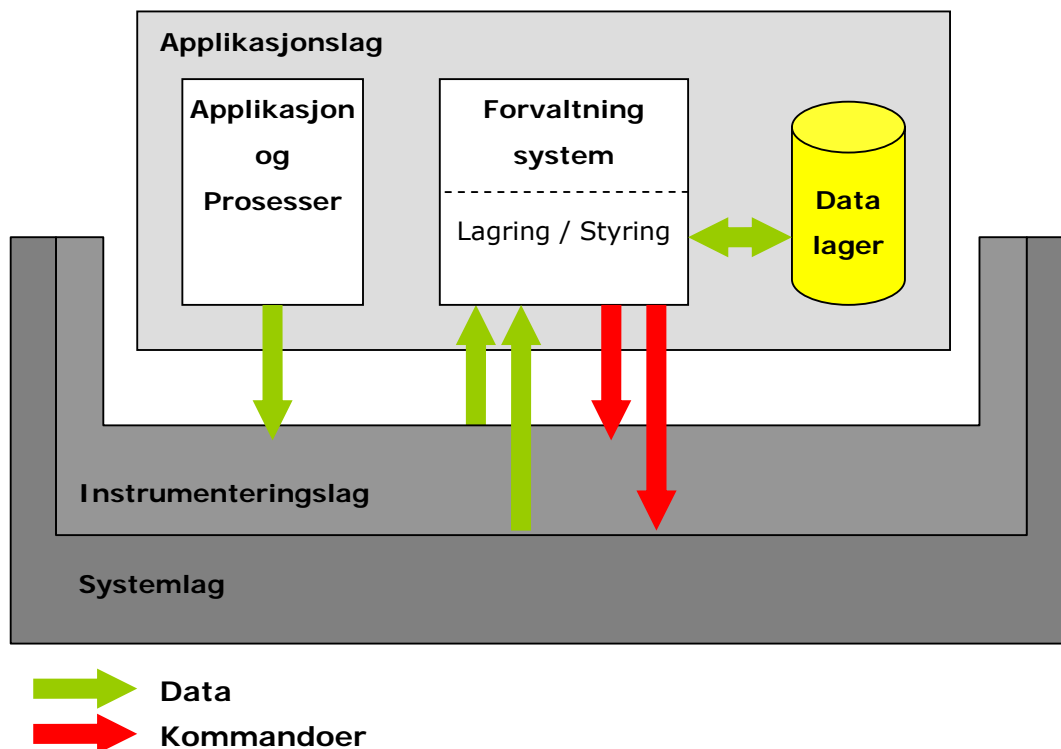 Applikasjonslag
Applikasjon
og
Prosesser
Forvaltning
system
Lagring / Styring
Data
lager
Instrumenteringslag
Systemlag
Data
Kommandoer